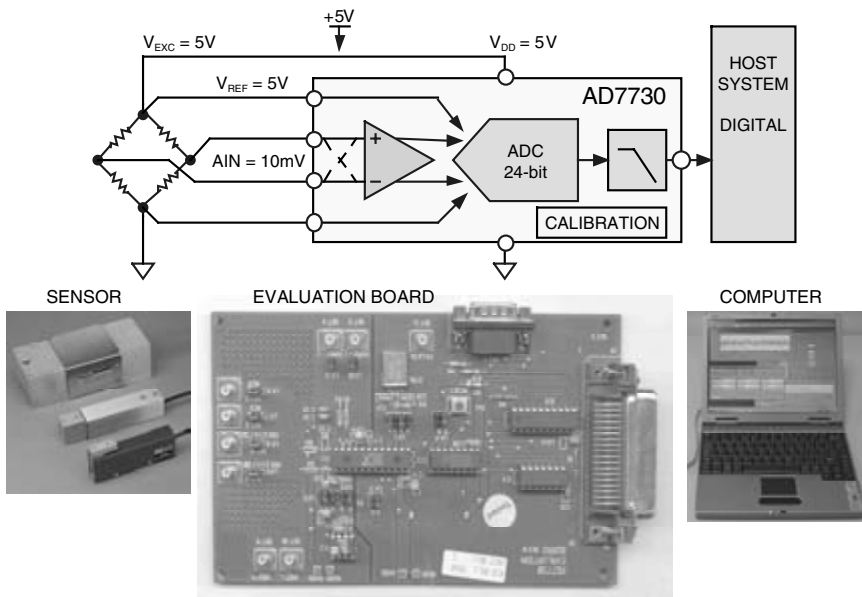 +5V
V_EXC = 5V
V_DD = 5V
V_REF = 5V
AD7730
HOST
SYSTEM
DIGITAL
+
AIN = 10mV
ADC
24-bit
−
CALIBRATION
SENSOR
EVALUATION BOARD
COMPUTER